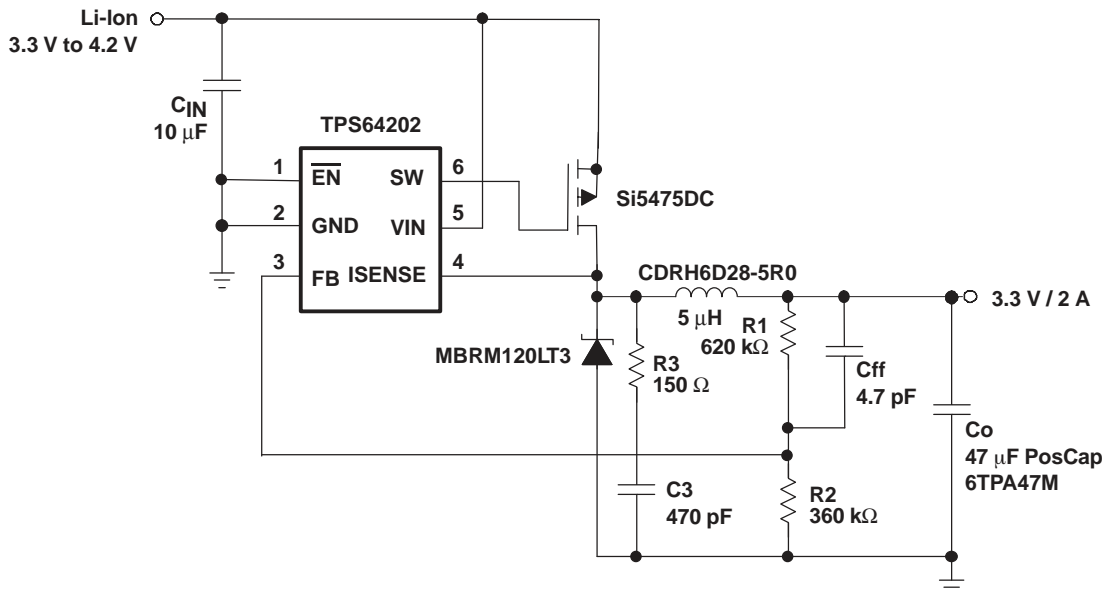 Li-Ion
3.3 V to 4.2 V
CIN
10 μF
TPS64202
1
EN
SW
6
2
GND
VIN
5
3
FB
ISENSE
4
Si5475DC
CDRH6D28-5R0
5 μH
3.3 V / 2 A
MBRM120LT3
R3
150 Ω
R1
620 kΩ
Cff
4.7 pF
Co
47 μF PosCap
6TPA47M
C3
470 pF
R2
360 kΩ